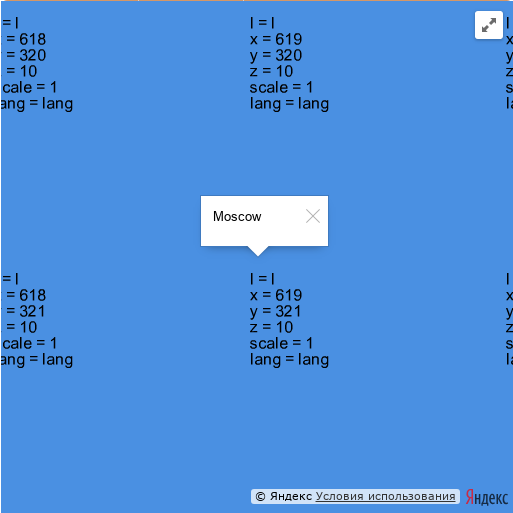 = l
= 618
= 320
= 10
cale = 1
ang = lang
l = l
x = 619
y = 320
z = 10
scale = 1
lang = lang
l
x
y
z
s
la
Moscow
= l
= 618
= 321
= 10
cale = 1
ang = lang
l = l
x = 619
y = 321
z = 10
scale = 1
lang = lang
l
x
y
z
s
la
© Яндекс Условия использования
Яндекс